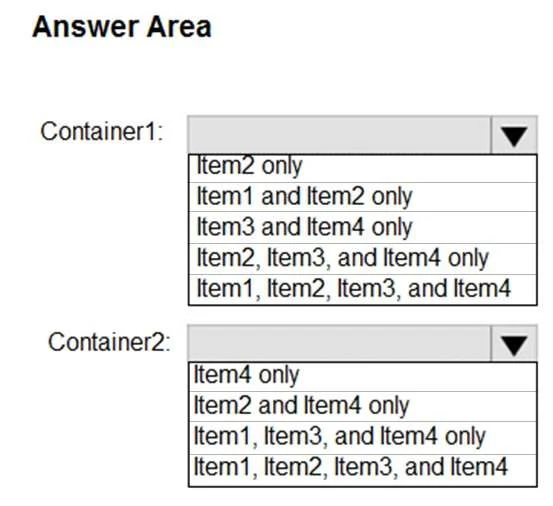 Answer Area
Container1:
Item2 only
Item1 and Item2 only
Item3 and Item4 only
Item2, Item3, and Item4 only
Item1, Item2, Item3, and Item4
Container2:
Item4 only
Item2 and Item4 only
Item1, Item3, and Item4 only
Item1, Item2, Item3, and Item4